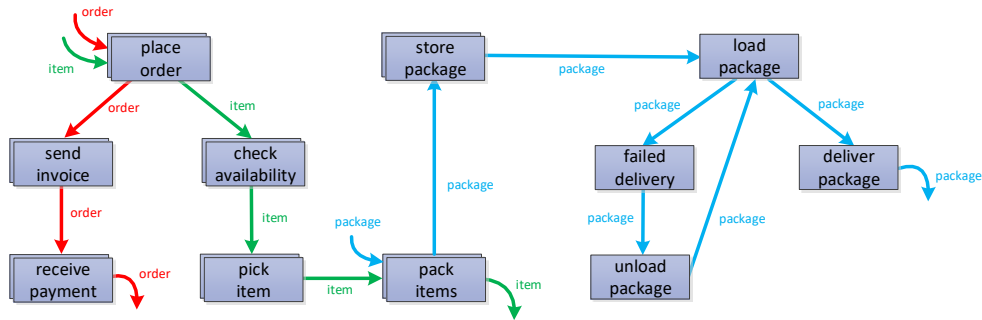 order
item
place
order
order
item
send
invoice
check
availability
order
item
receive
payment
order
pick
item
item
package
pack
items
item
package
store
package
package
load
package
package
package
failed
delivery
package
package
unload
package
deliver
package
package